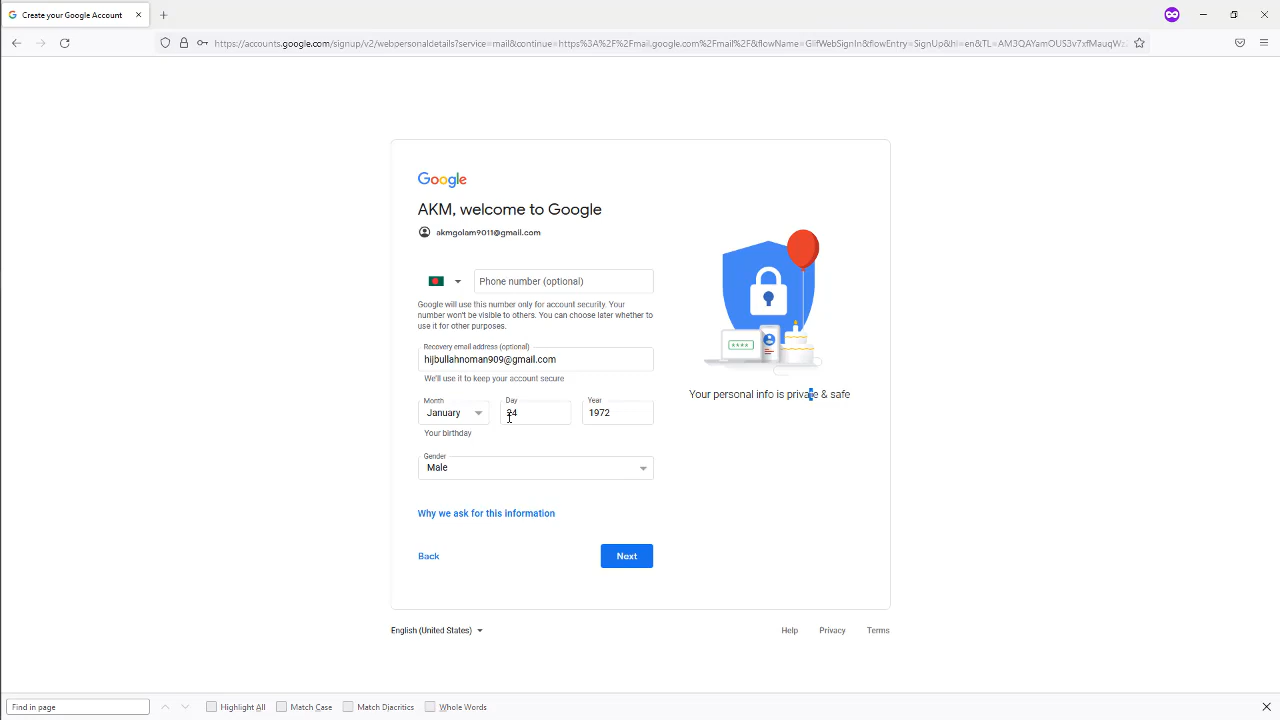 Create your Google Account
https://accounts.google.com/signup/v2/webpersonaldetails?service=mail&continue=https%3A%2F%2Fmail.google.com%2Fmail%2F&flowName=GlifWebSignIn&flowEntry=SignUp&hl=en&TL=AM3QAYamOUS3v7xfMauqWs
Google
AKM, welcome to Google
akmgolam9011@gmail.com
Phone number (optional)
Google will use this number only for account security. Your
number won't be visible to others. You can choose later whether to
use it for other purposes.
Recovery email address (optional)
hijbullahnoman909@gmail.com
We'll use it to keep your account secure
Month Day Year
January 24 1972
Your birthday
Gender
Male
Why we ask for this information
Back Next
****
Your personal info is private & safe
English (United States) Help Privacy Terms
Find in page Highlight All Match Case Match Diacritics Whole Words